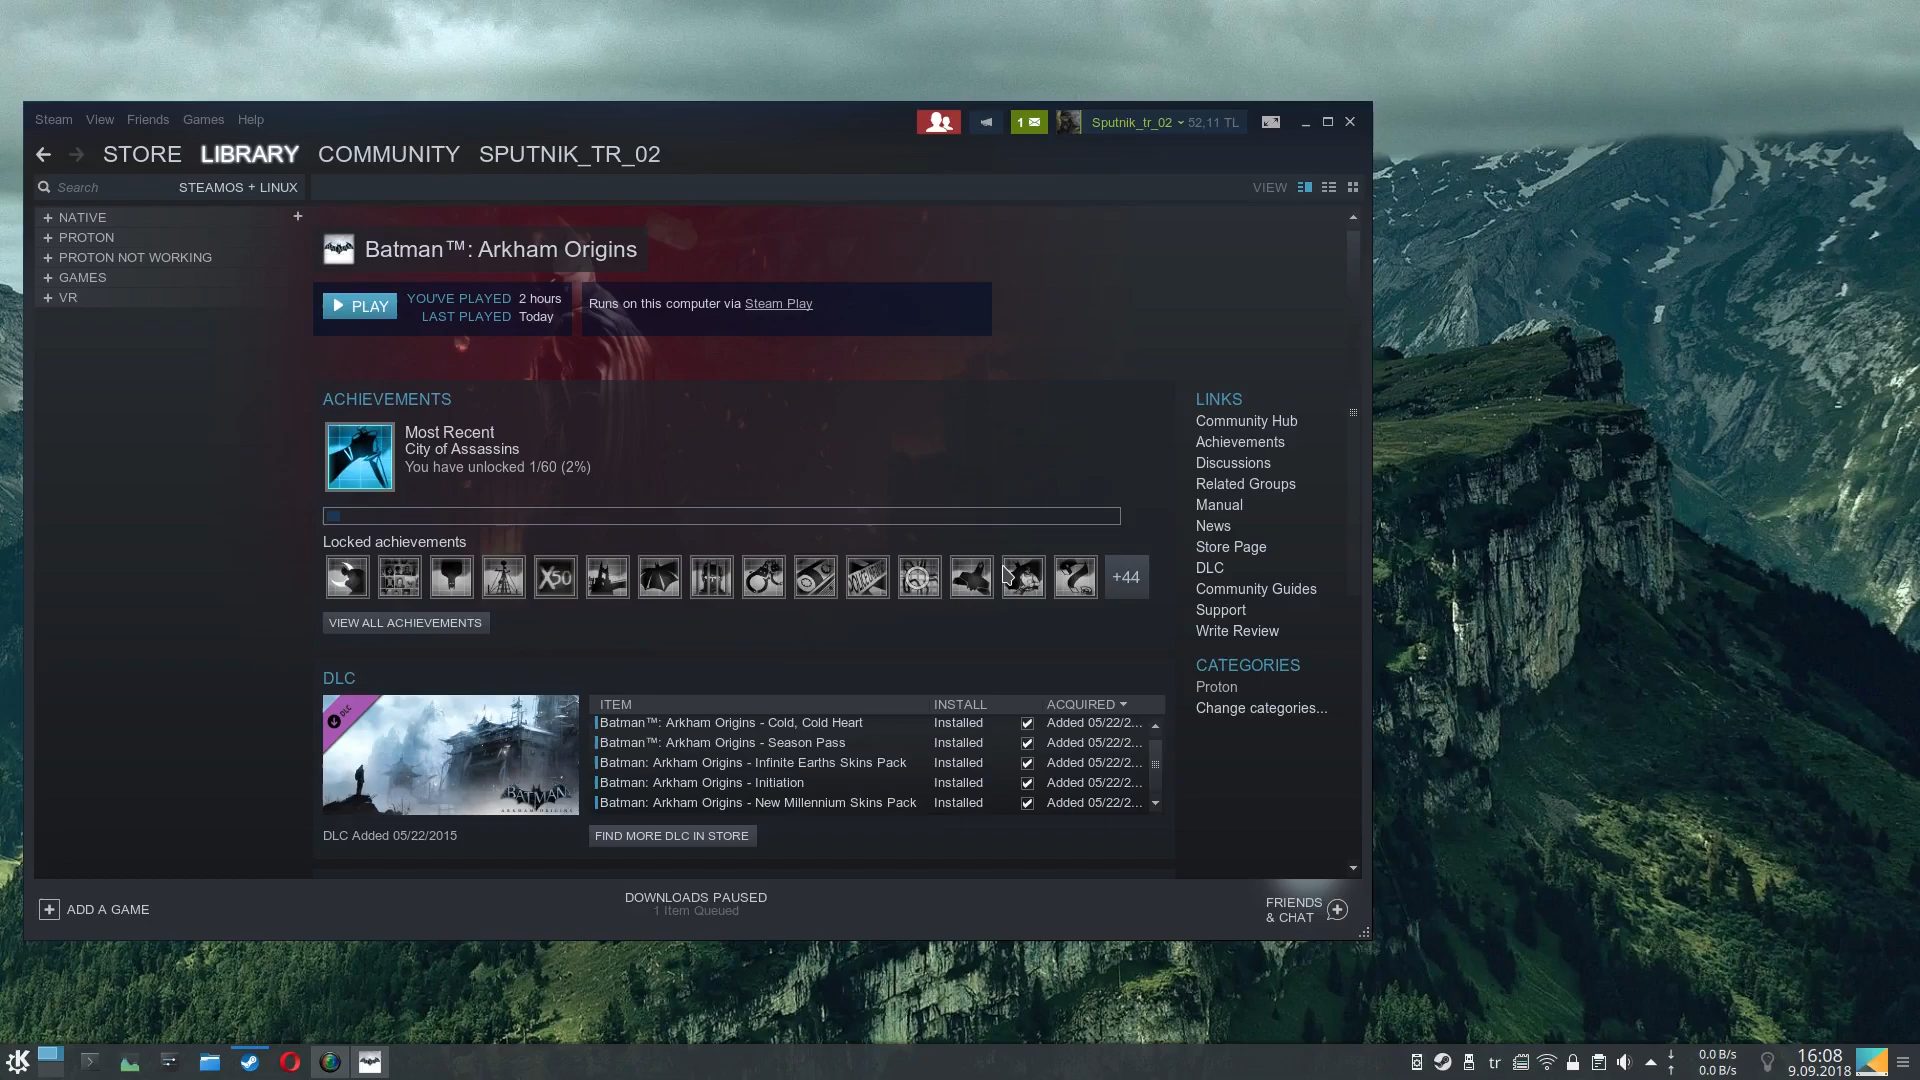 Steam View Friends Games Help
1
Sputnik_tr_02 52,11 TL
STORE LIBRARY COMMUNITY SPUTNIK_TR_02
Search
STEAMOS + LINUX
VIEW
+ NATIVE +
+ PROTON
+ PROTON NOT WORKING
+ GAMES
+ VR
Batman™: Arkham Origins
PLAY
YOU'VE PLAYED 2 hours
LAST PLAYED Today
Runs on this computer via Steam Play
ACHIEVEMENTS
Most Recent
City of Assassins
You have unlocked 1/60 (2%)
Locked achievements
X50
+44
VIEW ALL ACHIEVEMENTS
LINKS
Community Hub
Achievements
Discussions
Related Groups
Manual
News
Store Page
DLC
Community Guides
Support
Write Review
CATEGORIES
Proton
Change categories...
DLC
DLC
BATMAN
ARKHAM ORIGINS
DLC Added 05/22/2015
ITEM INSTALL ACQUIRED
Batman™: Arkham Origins - Cold, Cold Heart Installed Added 05/22/2...
Batman™: Arkham Origins - Season Pass Installed Added 05/22/2...
Batman: Arkham Origins - Infinite Earths Skins Pack Installed Added 05/22/2...
Batman: Arkham Origins - Initiation Installed Added 05/22/2...
Batman: Arkham Origins - New Millennium Skins Pack Installed Added 05/22/2...
FIND MORE DLC IN STORE
+ ADD A GAME
DOWNLOADS PAUSED
1 Item Queued
FRIENDS
& CHAT
tr
0.0 B/s
0.0 B/s
16:08
9.09.2018